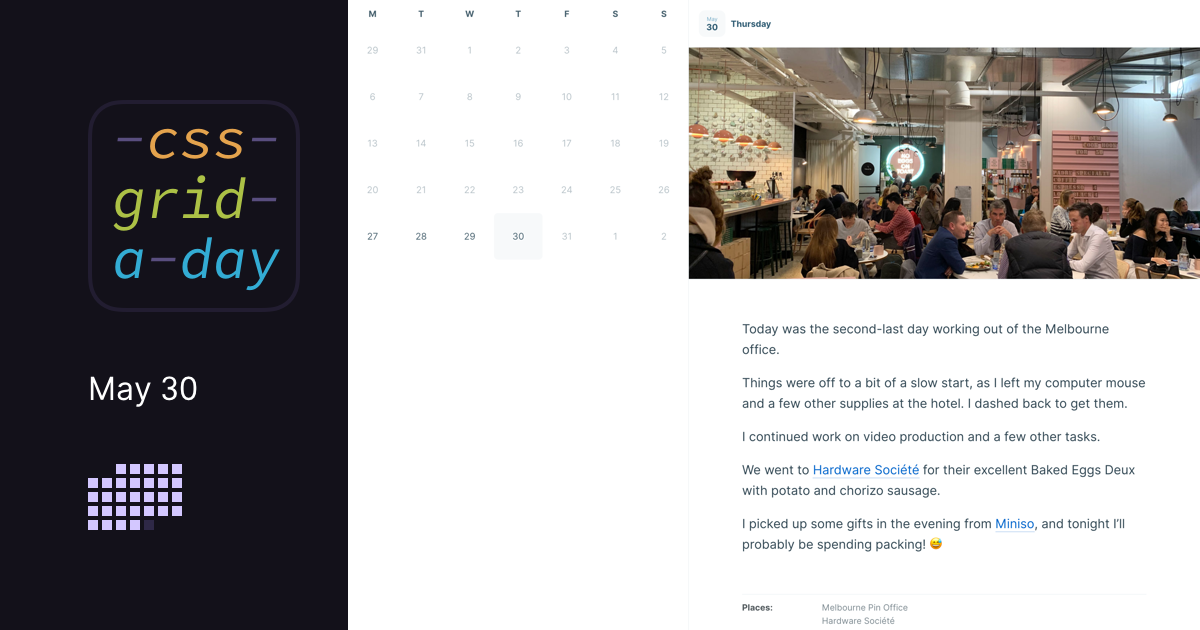 -css-
grid-
a-day
May 30
M T W T F S S
29 31 1 2 3 4 5
6 7 8 9 10 11 12
13 14 15 16 17 18 19
20 21 22 23 24 25 26
27 28 29 30 31 1 2
May
30
Thursday
Today was the second-last day working out of the Melbourne
office.
Things were off to a bit of a slow start, as I left my computer mouse
and a few other supplies at the hotel. I dashed back to get them.
I continued work on video production and a few other tasks.
We went to Hardware Société for their excellent Baked Eggs Deux
with potato and chorizo sausage.
I picked up some gifts in the evening from Miniso, and tonight I’ll
probably be spending packing! 😅
Places:
Melbourne Pin Office
Hardware Société